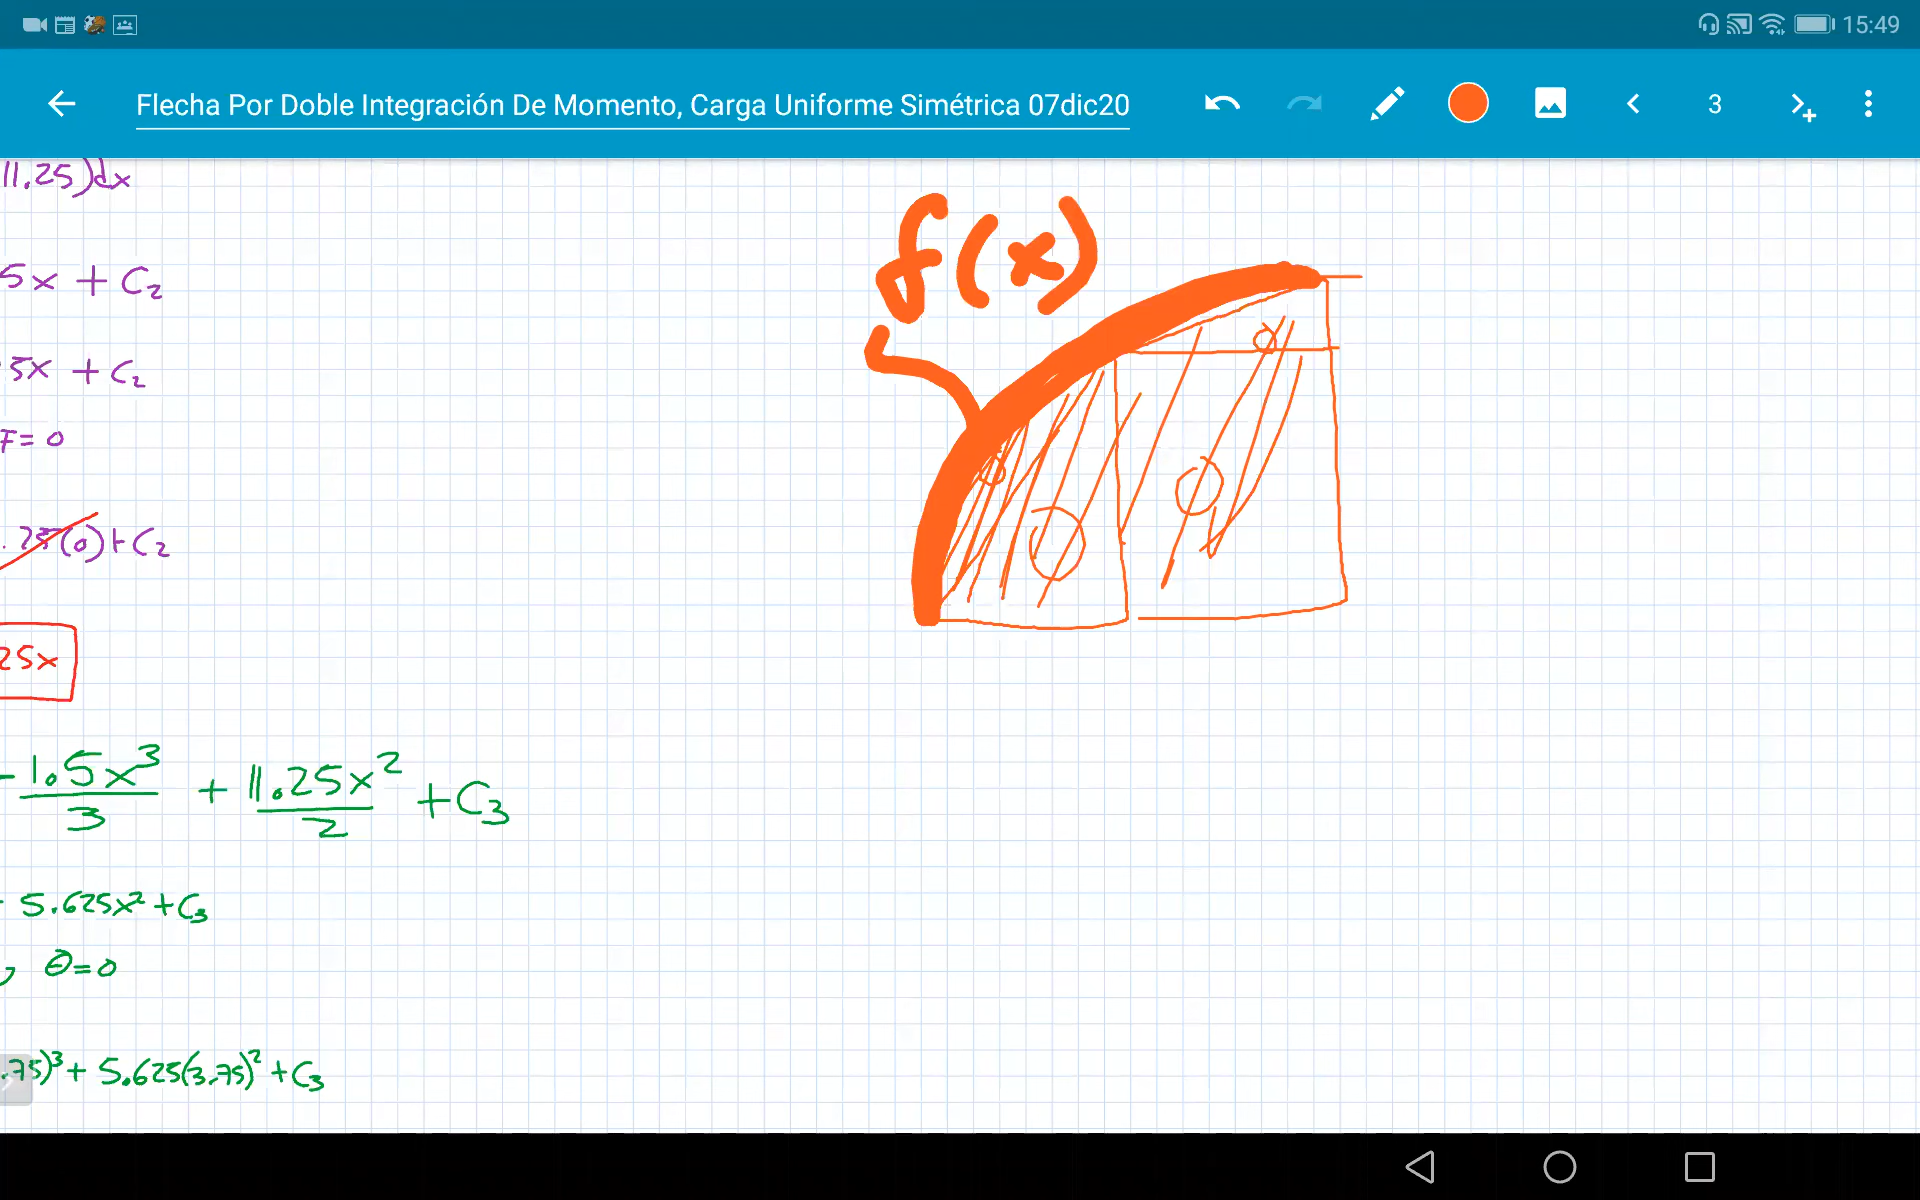 15:49
Flecha Por Doble Integración De Momento, Carga Uniforme Simétrica 07dic20
3
11.25)dx
f(x)
5x + C₂
5x + C₂
F = 0
.25(0) + C₂
25x
-1.5x³/3 + 11.25x²/2 + C₃
5.625x² + C₃
, θ = 0
.75)³ + 5.625(3.75)² + C₃